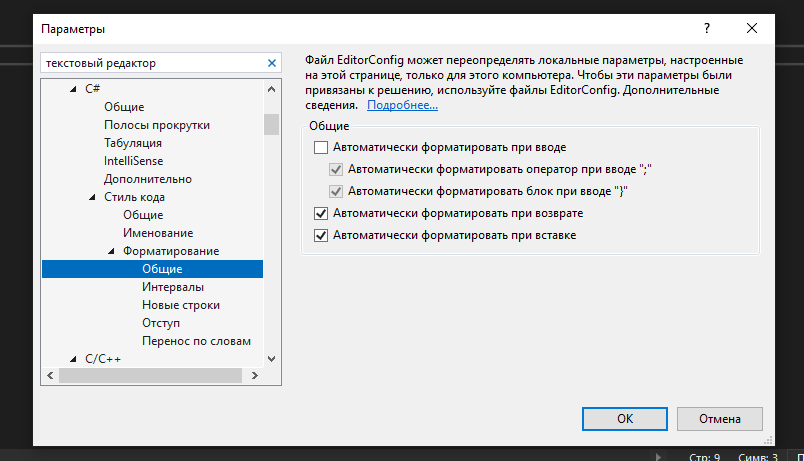 Параметры
?
текстовый редактор
C#
Общие
Полосы прокрутки
Табуляция
IntelliSense
Дополнительно
Стиль кода
Общие
Именование
Форматирование
Общие
Интервалы
Новые строки
Отступ
Перенос по словам
C/C++
Файл EditorConfig может переопределять локальные параметры, настроенные
на этой странице, только для этого компьютера. Чтобы эти параметры были
привязаны к решению, используйте файлы EditorConfig. Дополнительные
сведения. Подробнее...
Общие
Автоматически форматировать при вводе
Автоматически форматировать оператор при вводе ";"
Автоматически форматировать блок при вводе "}"
Автоматически форматировать при возврате
Автоматически форматировать при вставке
ОК
Отмена
Стр: 9 Симв: 3